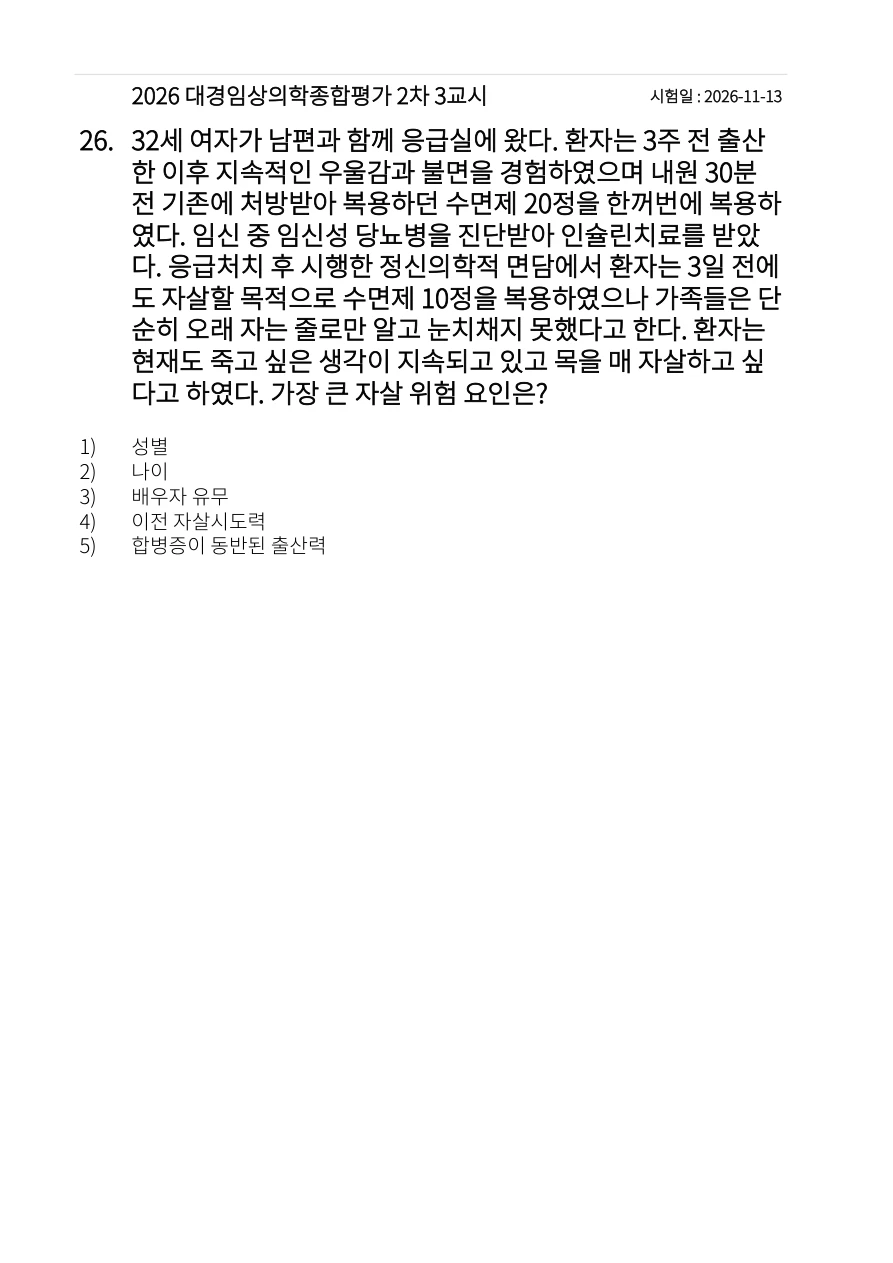 2026 대경임상의학종합평가 2차 3교시
시험일 : 2026-11-13
26. 32세 여자가 남편과 함께 응급실에 왔다. 환자는 3주 전 출산
한 이후 지속적인 우울감과 불면을 경험하였으며 내원 30분
전 기존에 처방받아 복용하던 수면제 20정을 한꺼번에 복용하
였다. 임신 중 임신성 당뇨병을 진단받아 인슐린치료를 받았
다. 응급처치 후 시행한 정신의학적 면담에서 환자는 3일 전에
도 자살할 목적으로 수면제 10정을 복용하였으나 가족들은 단
순히 오래 자는 줄로만 알고 눈치채지 못했다고 한다. 환자는
현재도 죽고 싶은 생각이 지속되고 있고 목을 매 자살하고 싶
다고 하였다. 가장 큰 자살 위험 요인은?
1) 성별
2) 나이
3) 배우자 유무
4) 이전 자살시도력
5) 합병증이 동반된 출산력